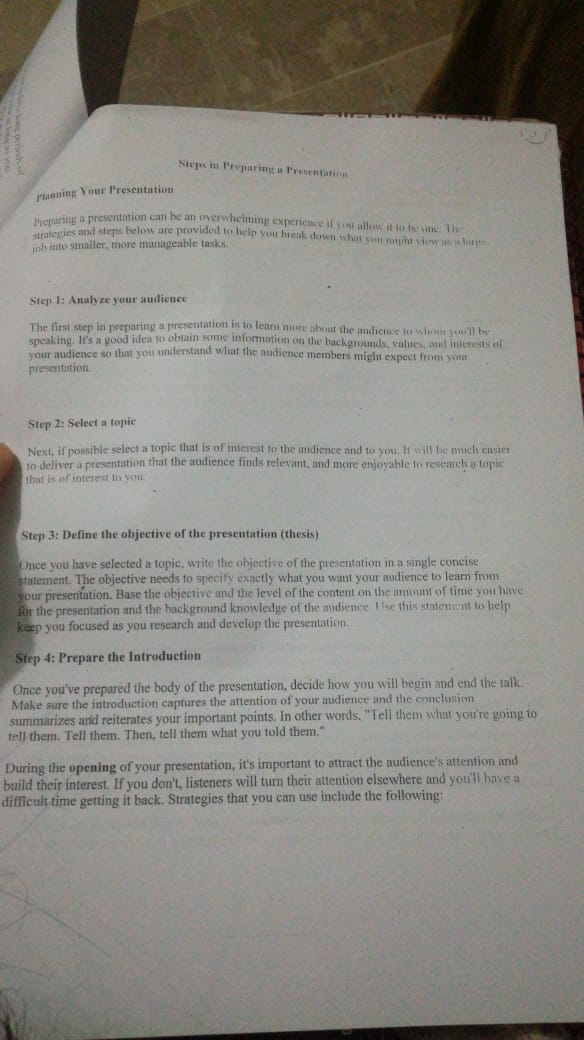 Steps in Preparing a Presentation
Planning Your Presentation
Preparing a presentation can be an overwhelming experience if you allow it to be one. The
strategies and steps below are provided to help you break down what you might view as a large
job into smaller, more manageable tasks.
Step 1: Analyze your audience
The first step in preparing a presentation is to learn more about the audience to whom you'll be
speaking. It's a good idea to obtain some information on the backgrounds, values, and interests of
your audience so that you understand what the audience members might expect from your
presentation.
Step 2: Select a topic
Next, if possible select a topic that is of interest to the audience and to you. It will be much easier
to deliver a presentation that the audience finds relevant, and more enjoyable to research a topic
that is of interest to you.
Step 3: Define the objective of the presentation (thesis)
Once you have selected a topic, write the objective of the presentation in a single concise
statement. The objective needs to specify exactly what you want your audience to learn from
your presentation. Base the objective and the level of the content on the amount of time you have
for the presentation and the background knowledge of the audience. Use this statement to help
keep you focused as you research and develop the presentation.
Step 4: Prepare the Introduction
Once you've prepared the body of the presentation, decide how you will begin and end the talk.
Make sure the introduction captures the attention of your audience and the conclusion
summarizes and reiterates your important points. In other words, "Tell them what you're going to
tell them. Tell them. Then, tell them what you told them."
During the opening of your presentation, it's important to attract the audience's attention and
build their interest. If you don't, listeners will turn their attention elsewhere and you'll have a
difficult time getting it back. Strategies that you can use include the following: